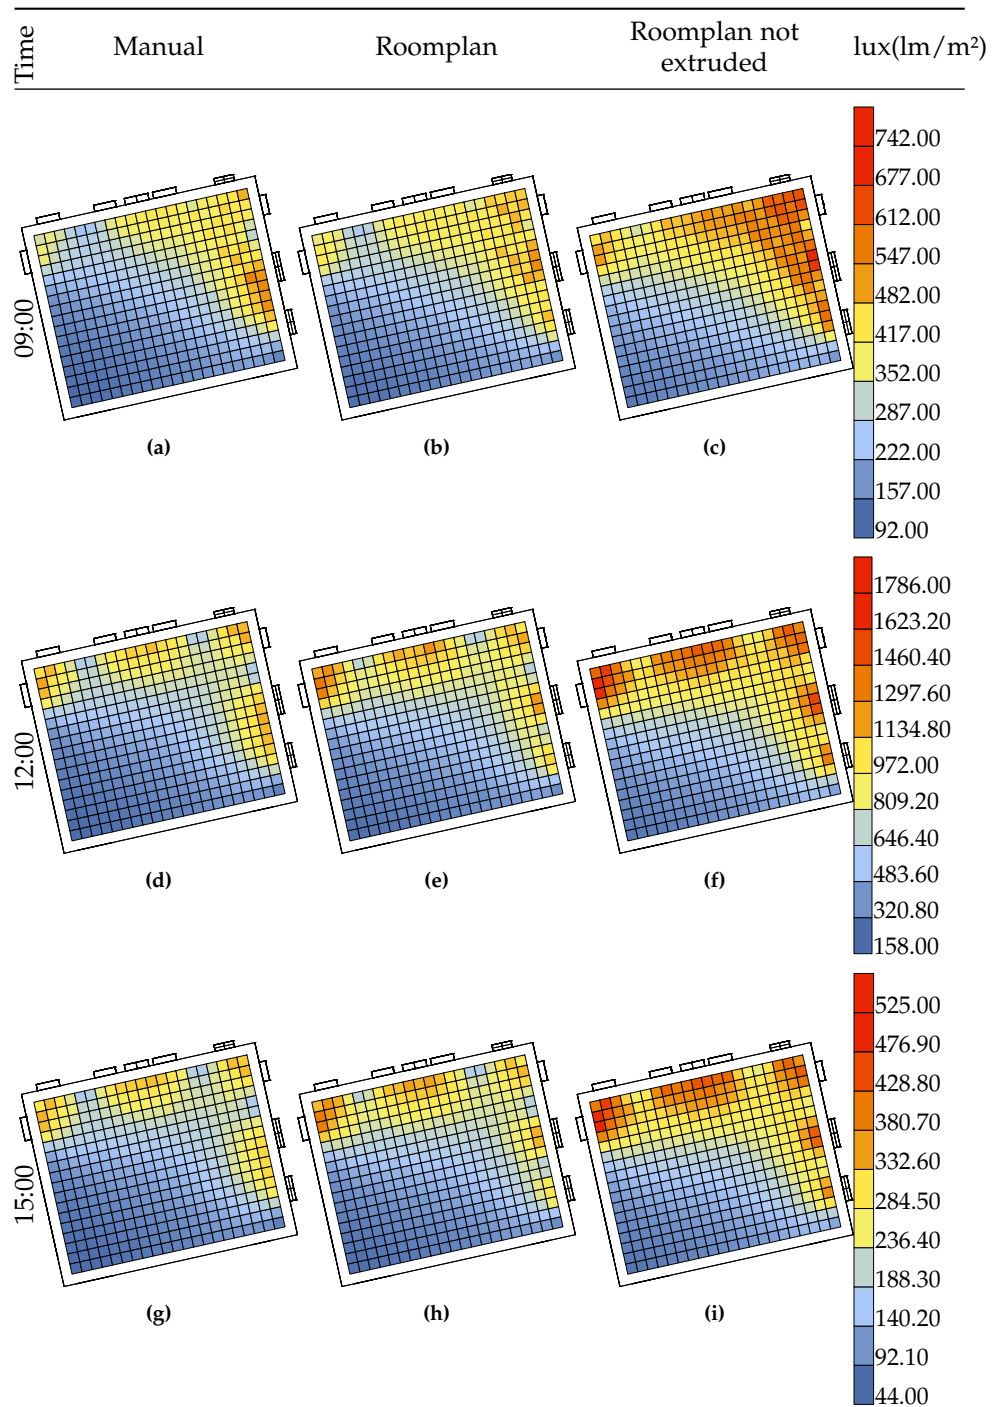 Time
Manual
Roomplan
Roomplan not
extruded
lux(lm/m²)
09:00
(a)
(b)
(c)
742.00
677.00
612.00
547.00
482.00
417.00
352.00
287.00
222.00
157.00
92.00
12:00
(d)
(e)
(f)
1786.00
1623.20
1460.40
1297.60
1134.80
972.00
809.20
646.40
483.60
320.80
158.00
15:00
(g)
(h)
(i)
525.00
476.90
428.80
380.70
332.60
284.50
236.40
188.30
140.20
92.10
44.00